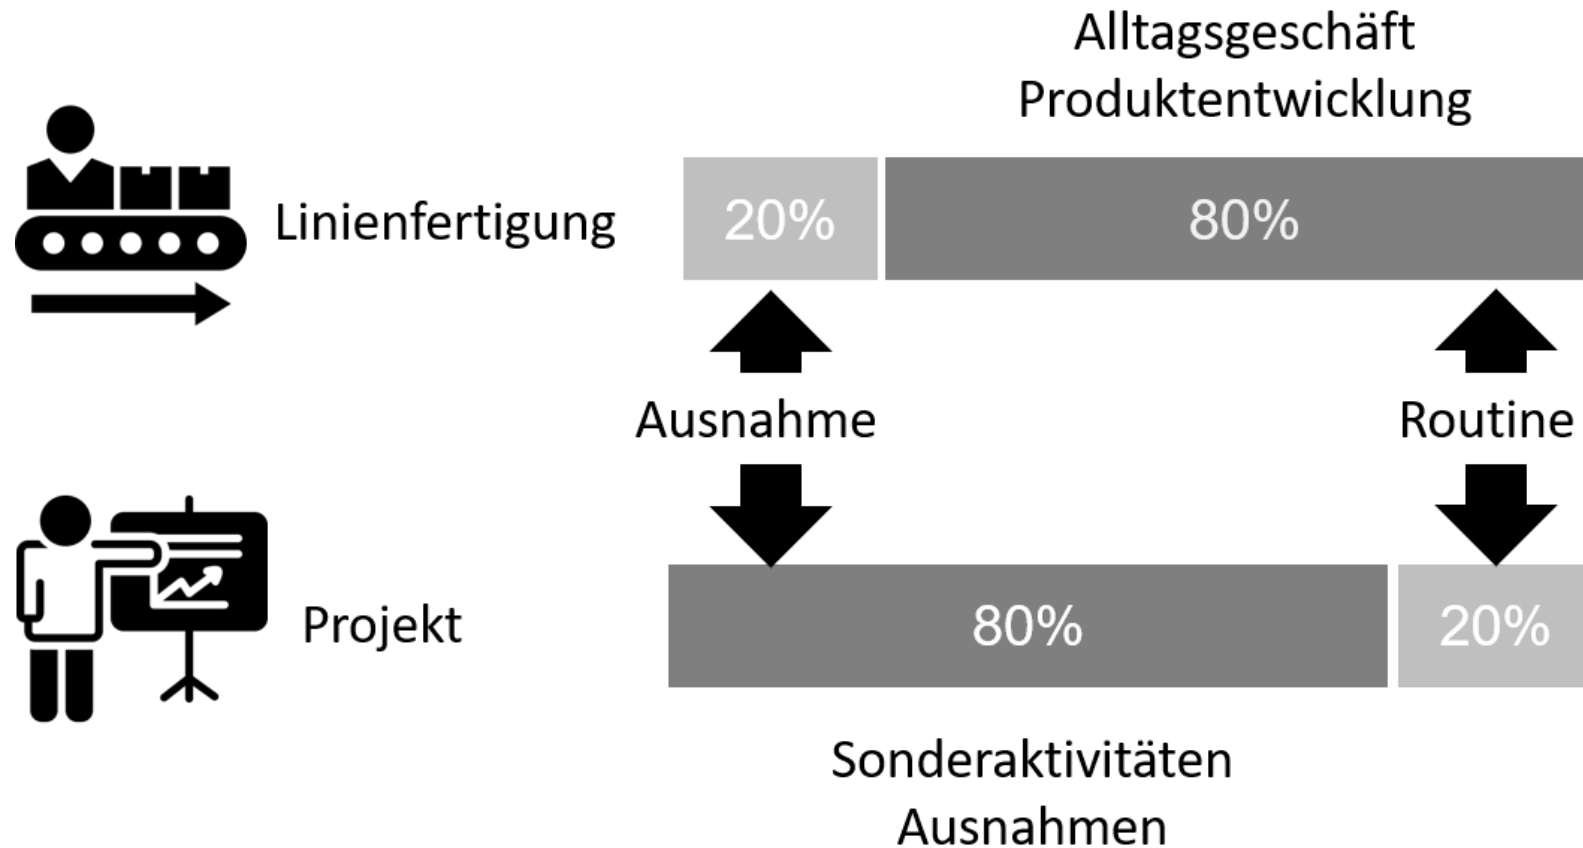 Alltagsgeschäft
Produktentwicklung
Linienfertigung
20%
80%
Ausnahme
Routine
Projekt
80%
20%
Sonderaktivitäten
Ausnahmen